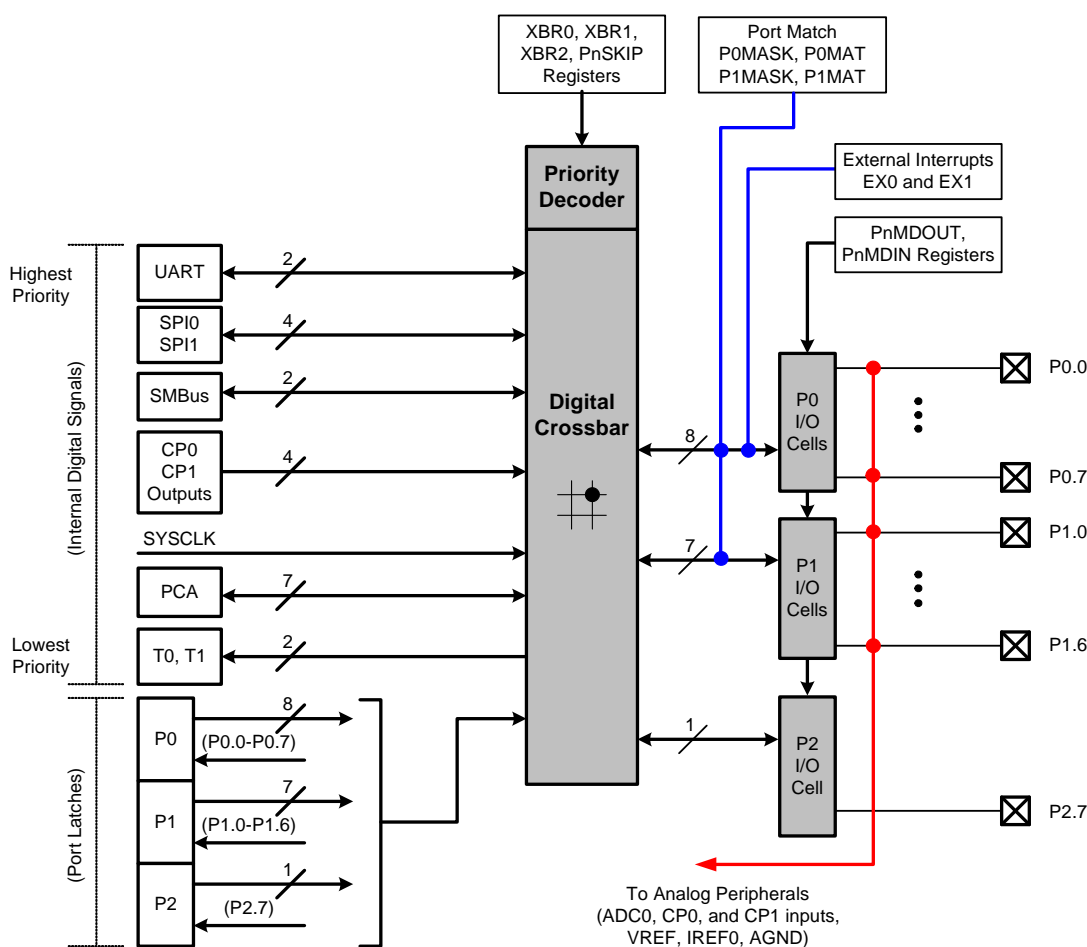 XBR0, XBR1,
XBR2, PnSKIP
Registers
Port Match
P0MASK, P0MAT
P1MASK, P1MAT
External Interrupts
EX0 and EX1
PnMDOUT,
PnMDIN Registers
Priority
Decoder
Digital
Crossbar
Highest
Priority
(Internal Digital Signals)
Lowest
Priority
(Port Latches)
UART
2
SPI0
SPI1
4
SMBus
2
CP0
CP1
Outputs
4
SYSCLK
PCA
7
T0, T1
2
P0
8
(P0.0-P0.7)
P1
7
(P1.0-P1.6)
P2
1
(P2.7)
8
7
1
P0
I/O
Cells
P1
I/O
Cells
P2
I/O
Cell
P0.0
P0.7
P1.0
P1.6
P2.7
To Analog Peripherals
(ADC0, CP0, and CP1 inputs,
VREF, IREF0, AGND)